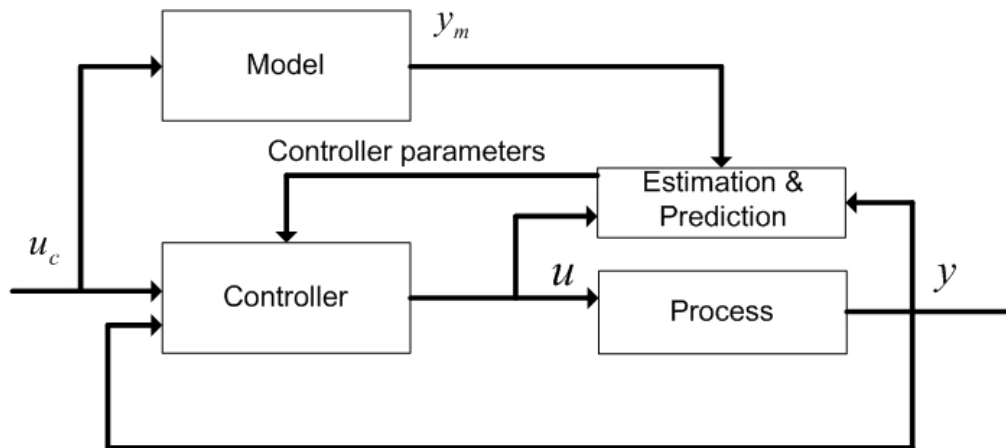 y_m
Model
Controller parameters
Estimation &
Prediction
u_c
Controller
u
Process
y